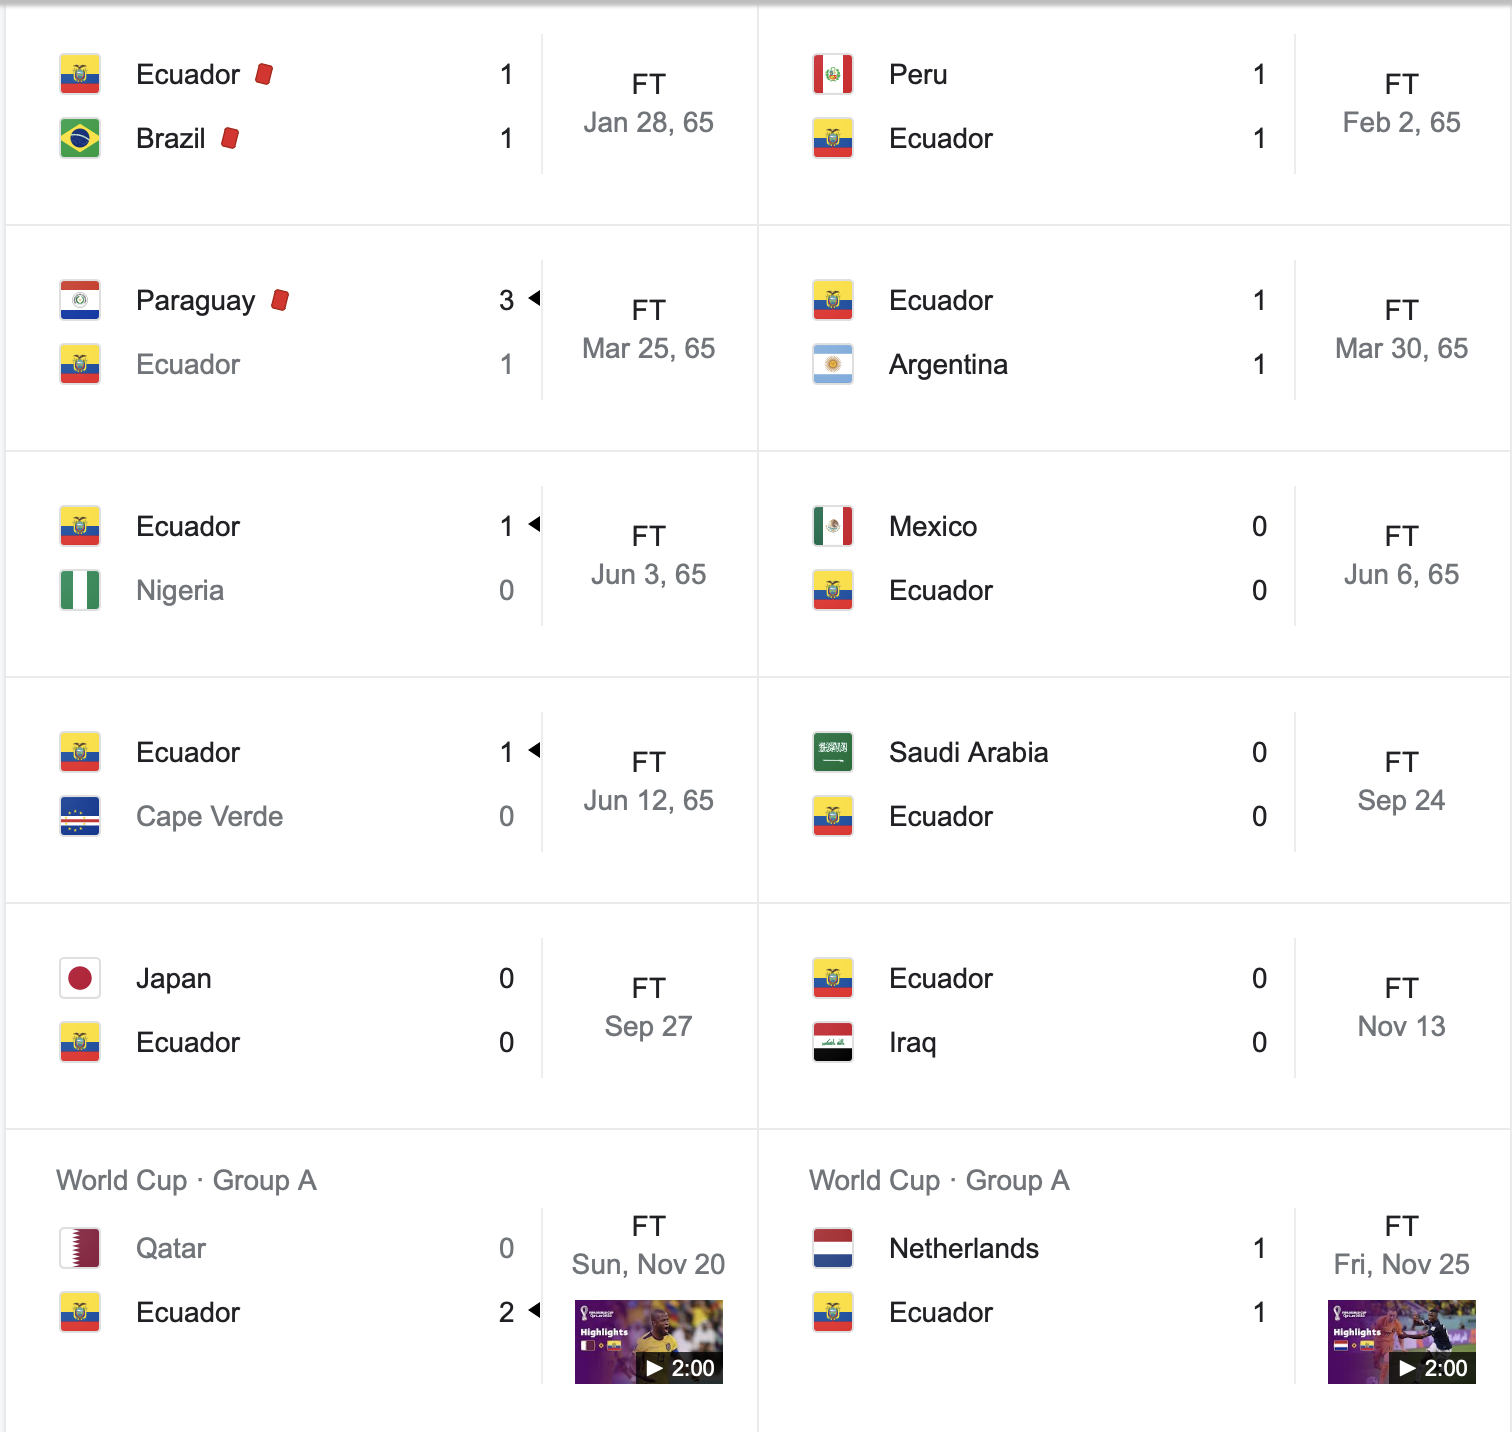 Ecuador 1
Brazil 1
FT
Jan 28, 65
Peru 1
Ecuador 1
FT
Feb 2, 65
Paraguay 3
Ecuador 1
FT
Mar 25, 65
Ecuador 1
Argentina 1
FT
Mar 30, 65
Ecuador 1
Nigeria 0
FT
Jun 3, 65
Mexico 0
Ecuador 0
FT
Jun 6, 65
Ecuador 1
Cape Verde 0
FT
Jun 12, 65
Saudi Arabia 0
Ecuador 0
FT
Sep 24
Japan 0
Ecuador 0
FT
Sep 27
Ecuador 0
Iraq 0
FT
Nov 13
World Cup · Group A
Qatar 0
Ecuador 2
FT
Sun, Nov 20
Highlights
2:00
World Cup · Group A
Netherlands 1
Ecuador 1
FT
Fri, Nov 25
Highlights
2:00